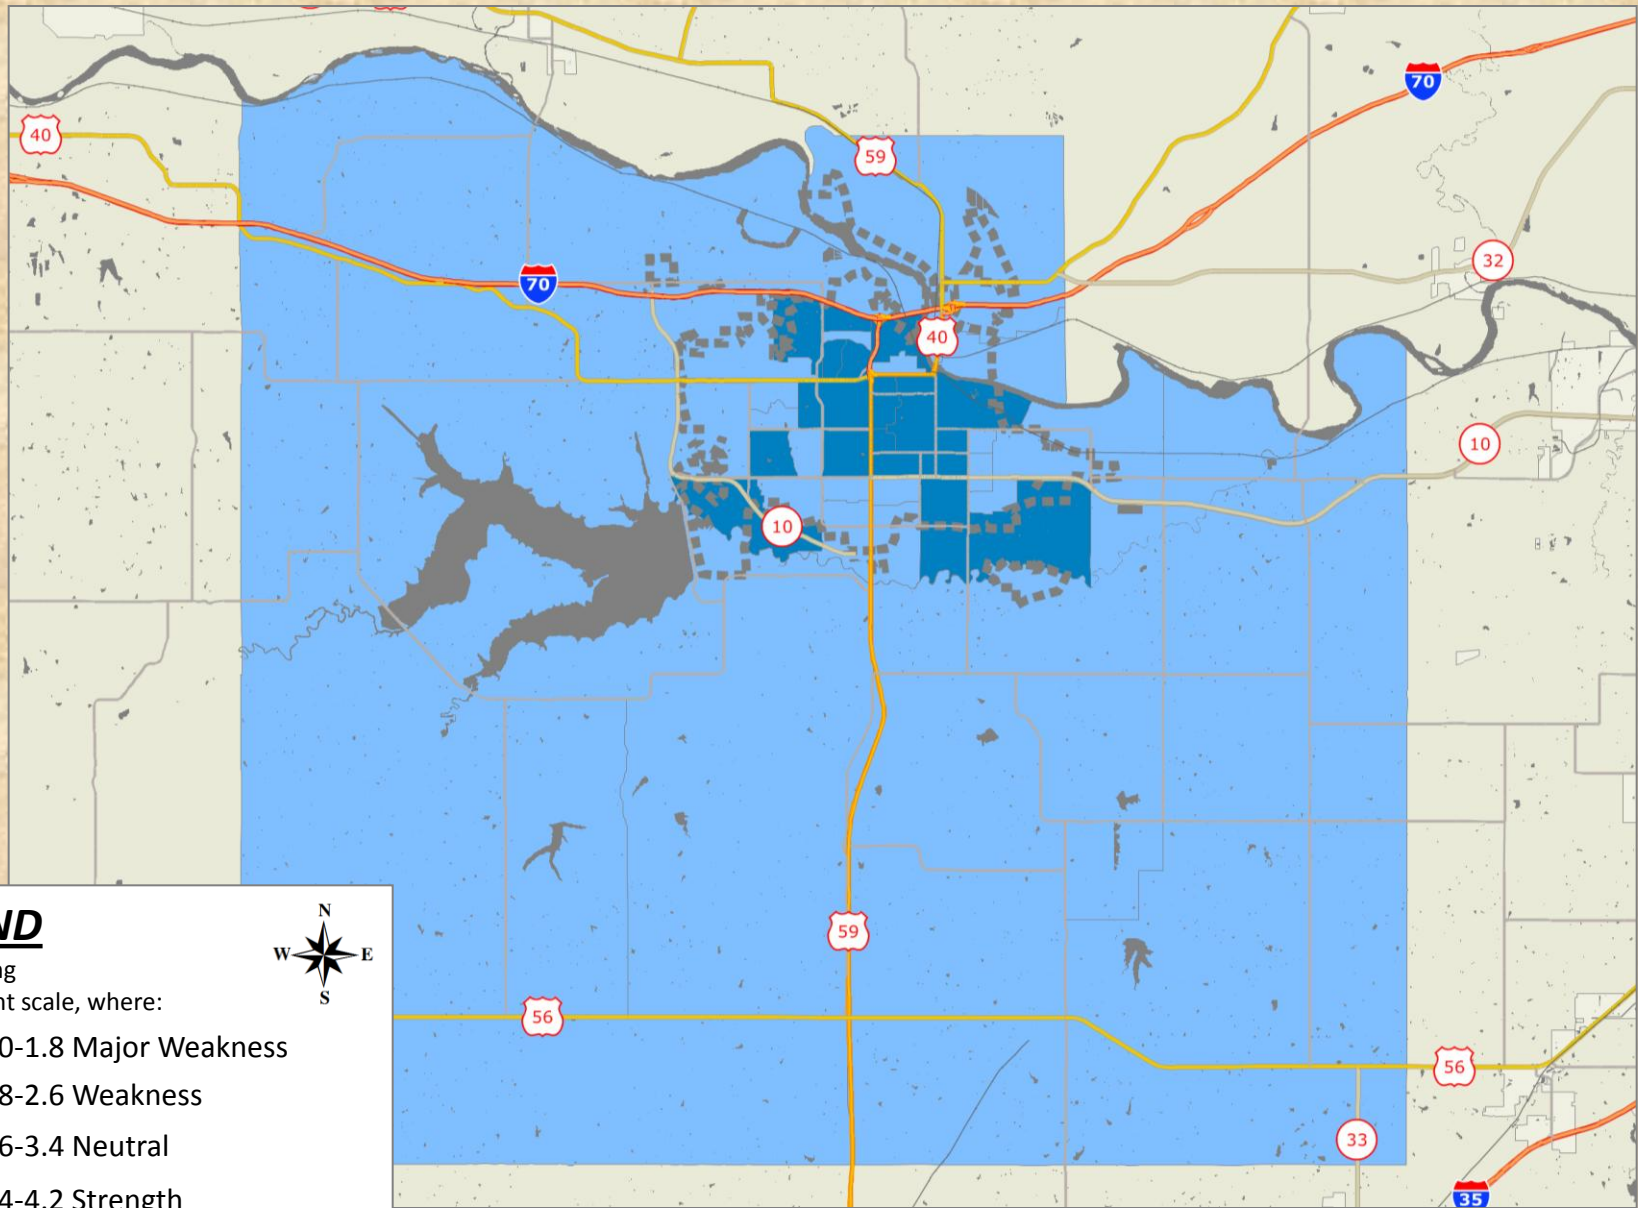 70
40
59
32
70
40
10
10
59
ND
N
W E
S
ng
nt scale, where:
0-1.8 Major Weakness
8-2.6 Weakness
6-3.4 Neutral
4-4.2 Strength
56
56
33
35